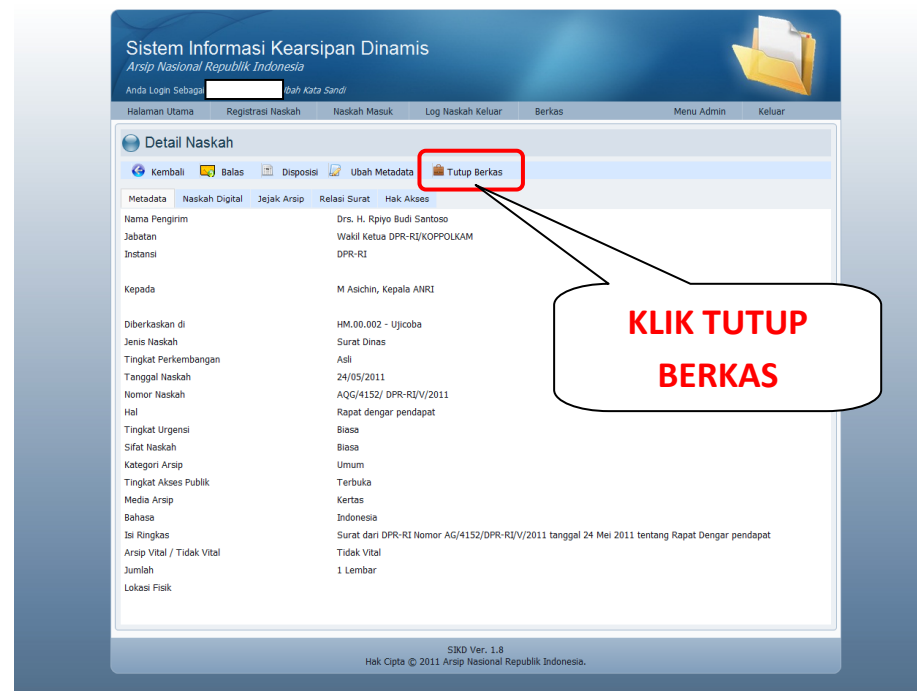 Sistem Informasi Kearsipan Dinamis
Arsip Nasional Republik Indonesia
Anda Login Sebagai Ubah Kata Sandi
Halaman Utama Registrasi Naskah Naskah Masuk Log Naskah Keluar Berkas Menu Admin Keluar
Detail Naskah
Kembali Balas Disposisi Ubah Metadata Tutup Berkas
Metadata Naskah Digital Jejak Arsip Relasi Surat Hak Akses
Nama Pengirim Drs. H. Rpiyo Budi Santoso
Jabatan Wakil Ketua DPR-RI/KOPPOLKAM
Instansi DPR-RI
Kepada M Asichin, Kepala ANRI
KLIK TUTUP
BERKAS
Diberkaskan di HM.00.002 - Ujicoba
Jenis Naskah Surat Dinas
Tingkat Perkembangan Asli
Tanggal Naskah 24/05/2011
Nomor Naskah AQG/4152/ DPR-RI/V/2011
Hal Rapat dengar pendapat
Tingkat Urgensi Biasa
Sifat Naskah Biasa
Kategori Arsip Umum
Tingkat Akses Publik Terbuka
Media Arsip Kertas
Bahasa Indonesia
Isi Ringkas Surat dari DPR-RI Nomor AG/4152/DPR-RI/V/2011 tanggal 24 Mei 2011 tentang Rapat Dengar pendapat
Arsip Vital / Tidak Vital Tidak Vital
Jumlah 1 Lembar
Lokasi Fisik
SIKD Ver. 1.8
Hak Cipta © 2011 Arsip Nasional Republik Indonesia.